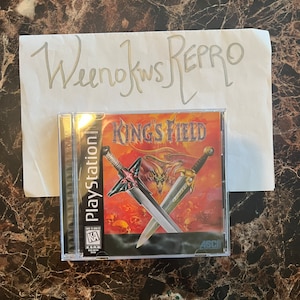 Weenokws REPRO
KING'S FIELD
PlayStation
ASCII